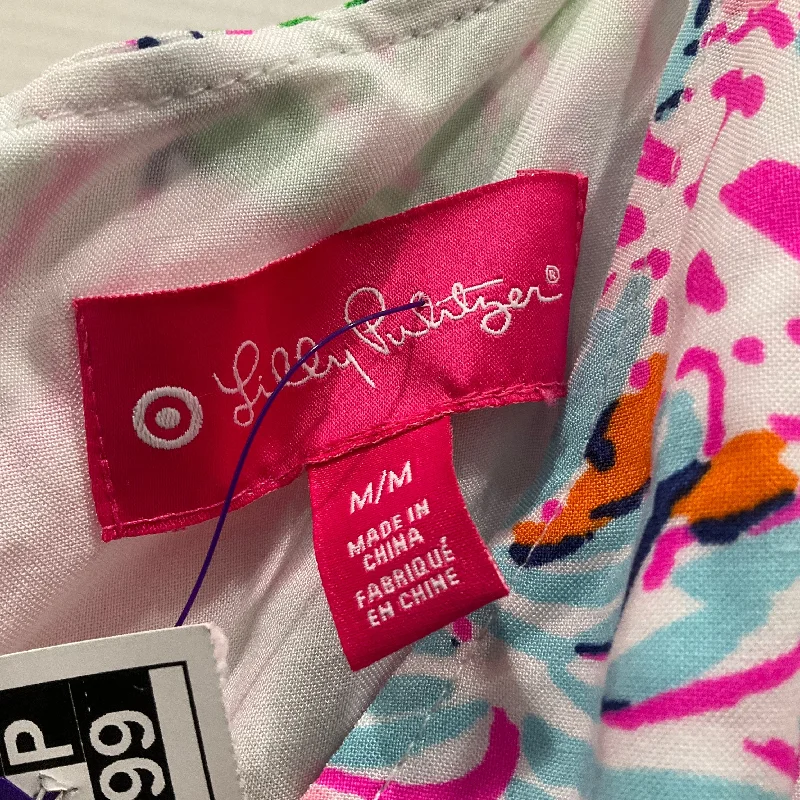 Lilly Pulitzer®
M/M
MADE IN
CHINA
FABRIQUÉ
EN CHINE
P
99